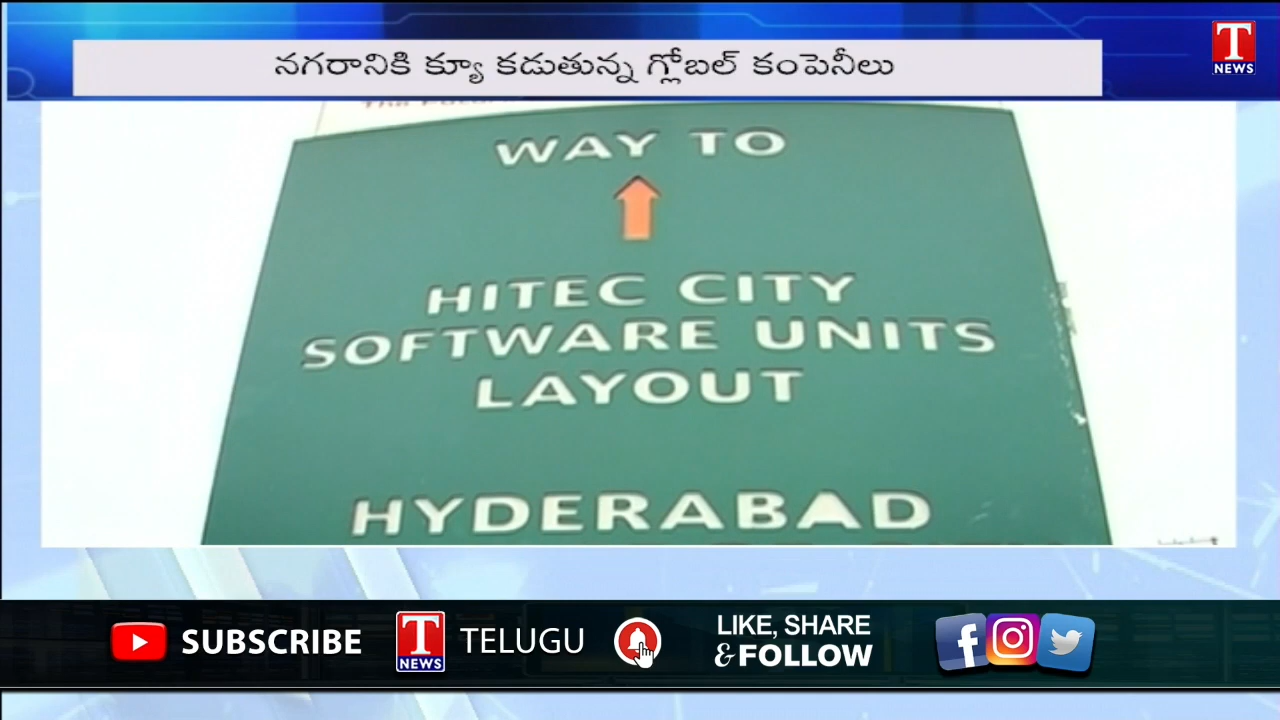 నగరానికి క్యూ కడుతున్న గ్లోబల్ కంపెనీలు
T
NEWS
WAY TO
HITEC CITY
SOFTWARE UNITS
LAYOUT
HYDERABAD
SUBSCRIBE
T
NEWS
TELUGU
LIKE, SHARE
& FOLLOW